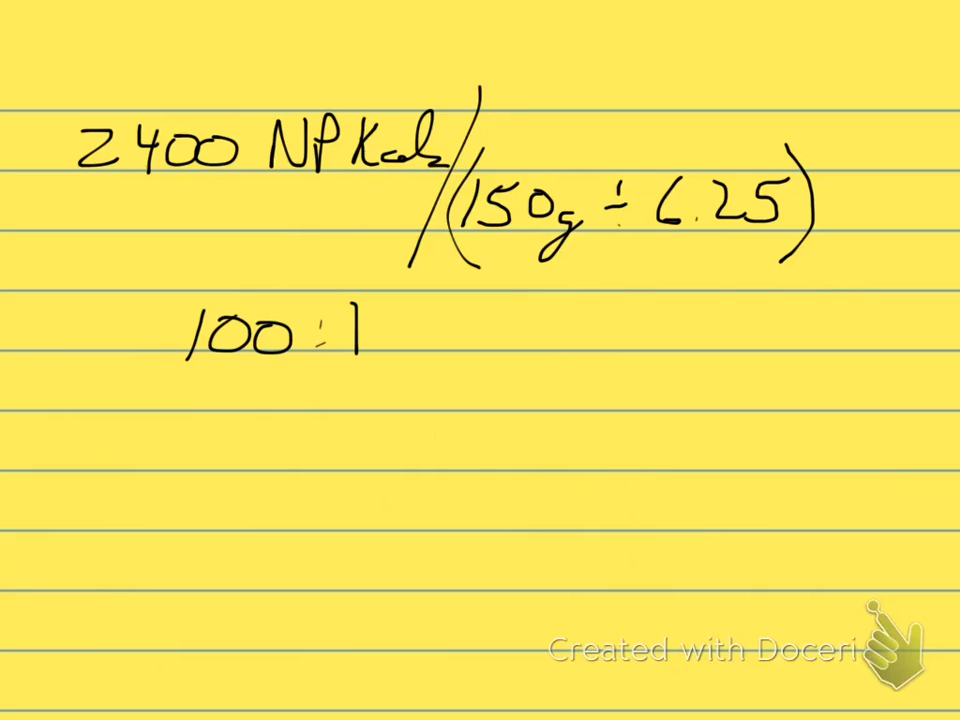 2400 NPKcals/(150g ÷ 6.25)
100:1
Created with Doceri